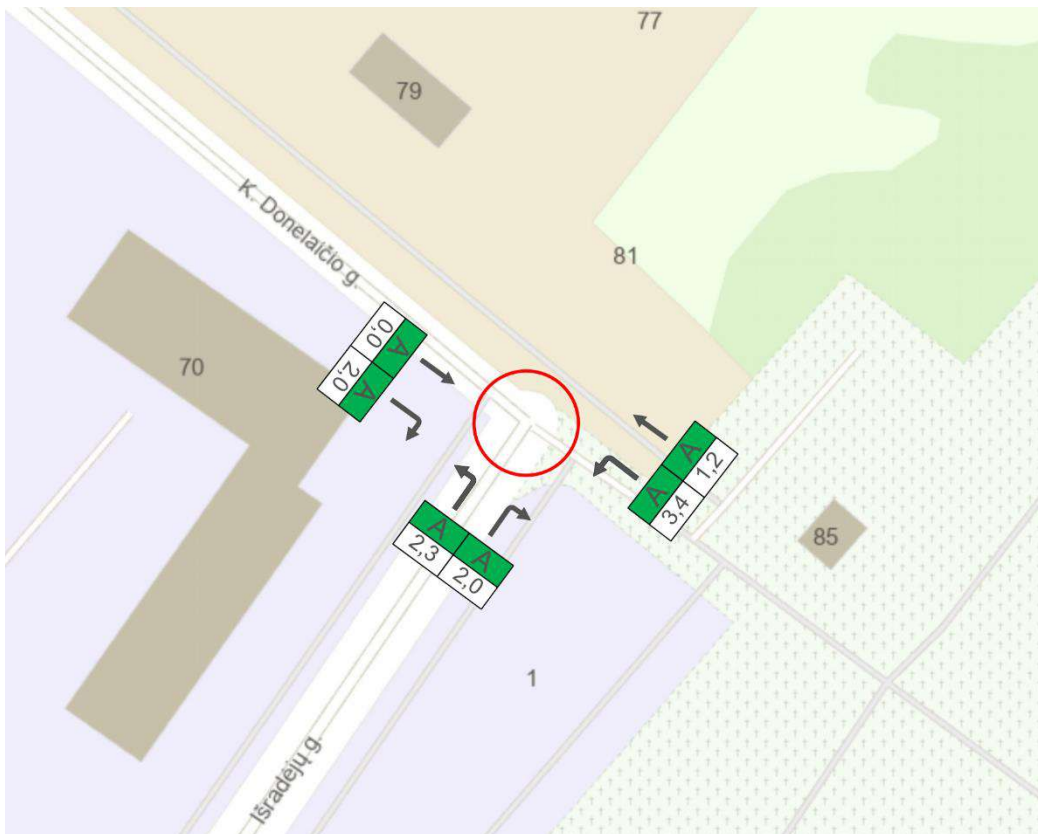 77
79
K. Donelaičio g.
81
0,0 A
2,0 A
70
A 1,2
A 3,4
A A
2,3 2,0
85
1
Išradėjų g.